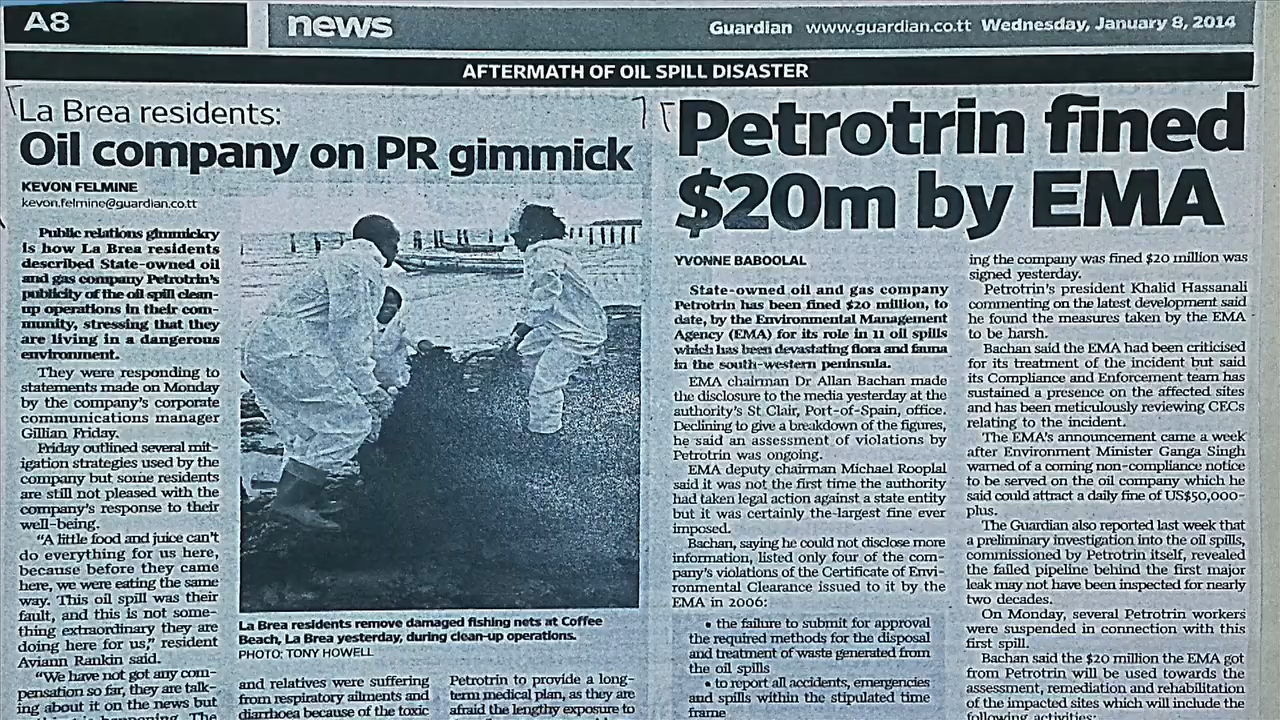 A8
news
Guardian www.guardian.co.tt Wednesday, January 8, 2014
AFTERMATH OF OIL SPILL DISASTER
La Brea residents:
Oil company on PR gimmick
KEVON FELMINE
kevon.felmine@guardian.co.tt
Public relations gimmickry
is how La Brea residents
described State-owned oil
and gas company Petrotrin's
publicity of the oil spill clean-
up operations in their com-
munity, stressing that they
are living in a dangerous
environment.
They were responding to
statements made on Monday
by the company's corporate
communications manager
Gillian Friday.
Friday outlined several mit-
igation strategies used by the
company but some residents
are still not pleased with the
company's response to their
well-being.
"A little food and juice can't
do everything for us here,
because before they came
here, we were eating the same
way. This oil spill was their
fault, and this is not some-
thing extraordinary they are
doing here for us," resident
Aviann Rankin said.
"We have not got any com-
pensation so far, they are talk-
ing about it on the news but
La Brea residents remove damaged fishing nets at Coffee
Beach, La Brea yesterday, during clean-up operations.
PHOTO: TONY HOWELL
and relatives were suffering
from respiratory ailments and
diarrhoea because of the toxic
Petrotrin to provide a long-
term medical plan, as they are
afraid the lengthy exposure to
Petrotrin fined
$20m by EMA
YVONNE BABOOLAL
State-owned oil and gas company
Petrotrin has been fined $20 million, to
date, by the Environmental Management
Agency (EMA) for its role in 11 oil spills
which has been devastating flora and fauna
in the south-western peninsula.
EMA chairman Dr Allan Bachan made
the disclosure to the media yesterday at the
authority's St Clair, Port-of-Spain, office.
Declining to give a breakdown of the figures,
he said an assessment of violations by
Petrotrin was ongoing.
EMA deputy chairman Michael Rooplal
said it was not the first time the authority
had taken legal action against a state entity
but it was certainly the largest fine ever
imposed.
Bachan, saying he could not disclose more
information, listed only four of the com-
pany's violations of the Certificate of Envi-
ronmental Clearance issued to it by the
EMA in 2006:
• the failure to submit for approval
the required methods for the disposal
and treatment of waste generated from
the oil spills
• to report all accidents, emergencies
and spills within the stipulated time
frame
ing the company was fined $20 million was
signed yesterday.
Petrotrin's president Khalid Hassanali
commenting on the latest development said
he found the measures taken by the EMA
to be harsh.
Bachan said the EMA had been criticised
for its treatment of the incident but said
its Compliance and Enforcement team has
sustained a presence on the affected sites
and has been meticulously reviewing CECs
relating to the incident.
The EMA's announcement came a week
after Environment Minister Ganga Singh
warned of a coming non-compliance notice
to be served on the oil company which he
said could attract a daily fine of US$50,000-
plus.
The Guardian also reported last week that
a preliminary investigation into the oil spills,
commissioned by Petrotrin itself, revealed
the failed pipeline behind the first major
leak may not have been inspected for nearly
two decades.
On Monday, several Petrotrin workers
were suspended in connection with this
first spill.
Bachan said the $20 million the EMA got
from Petrotrin will be used towards the
assessment, remediation and rehabilitation
of the impacted sites which will include the
following activities: